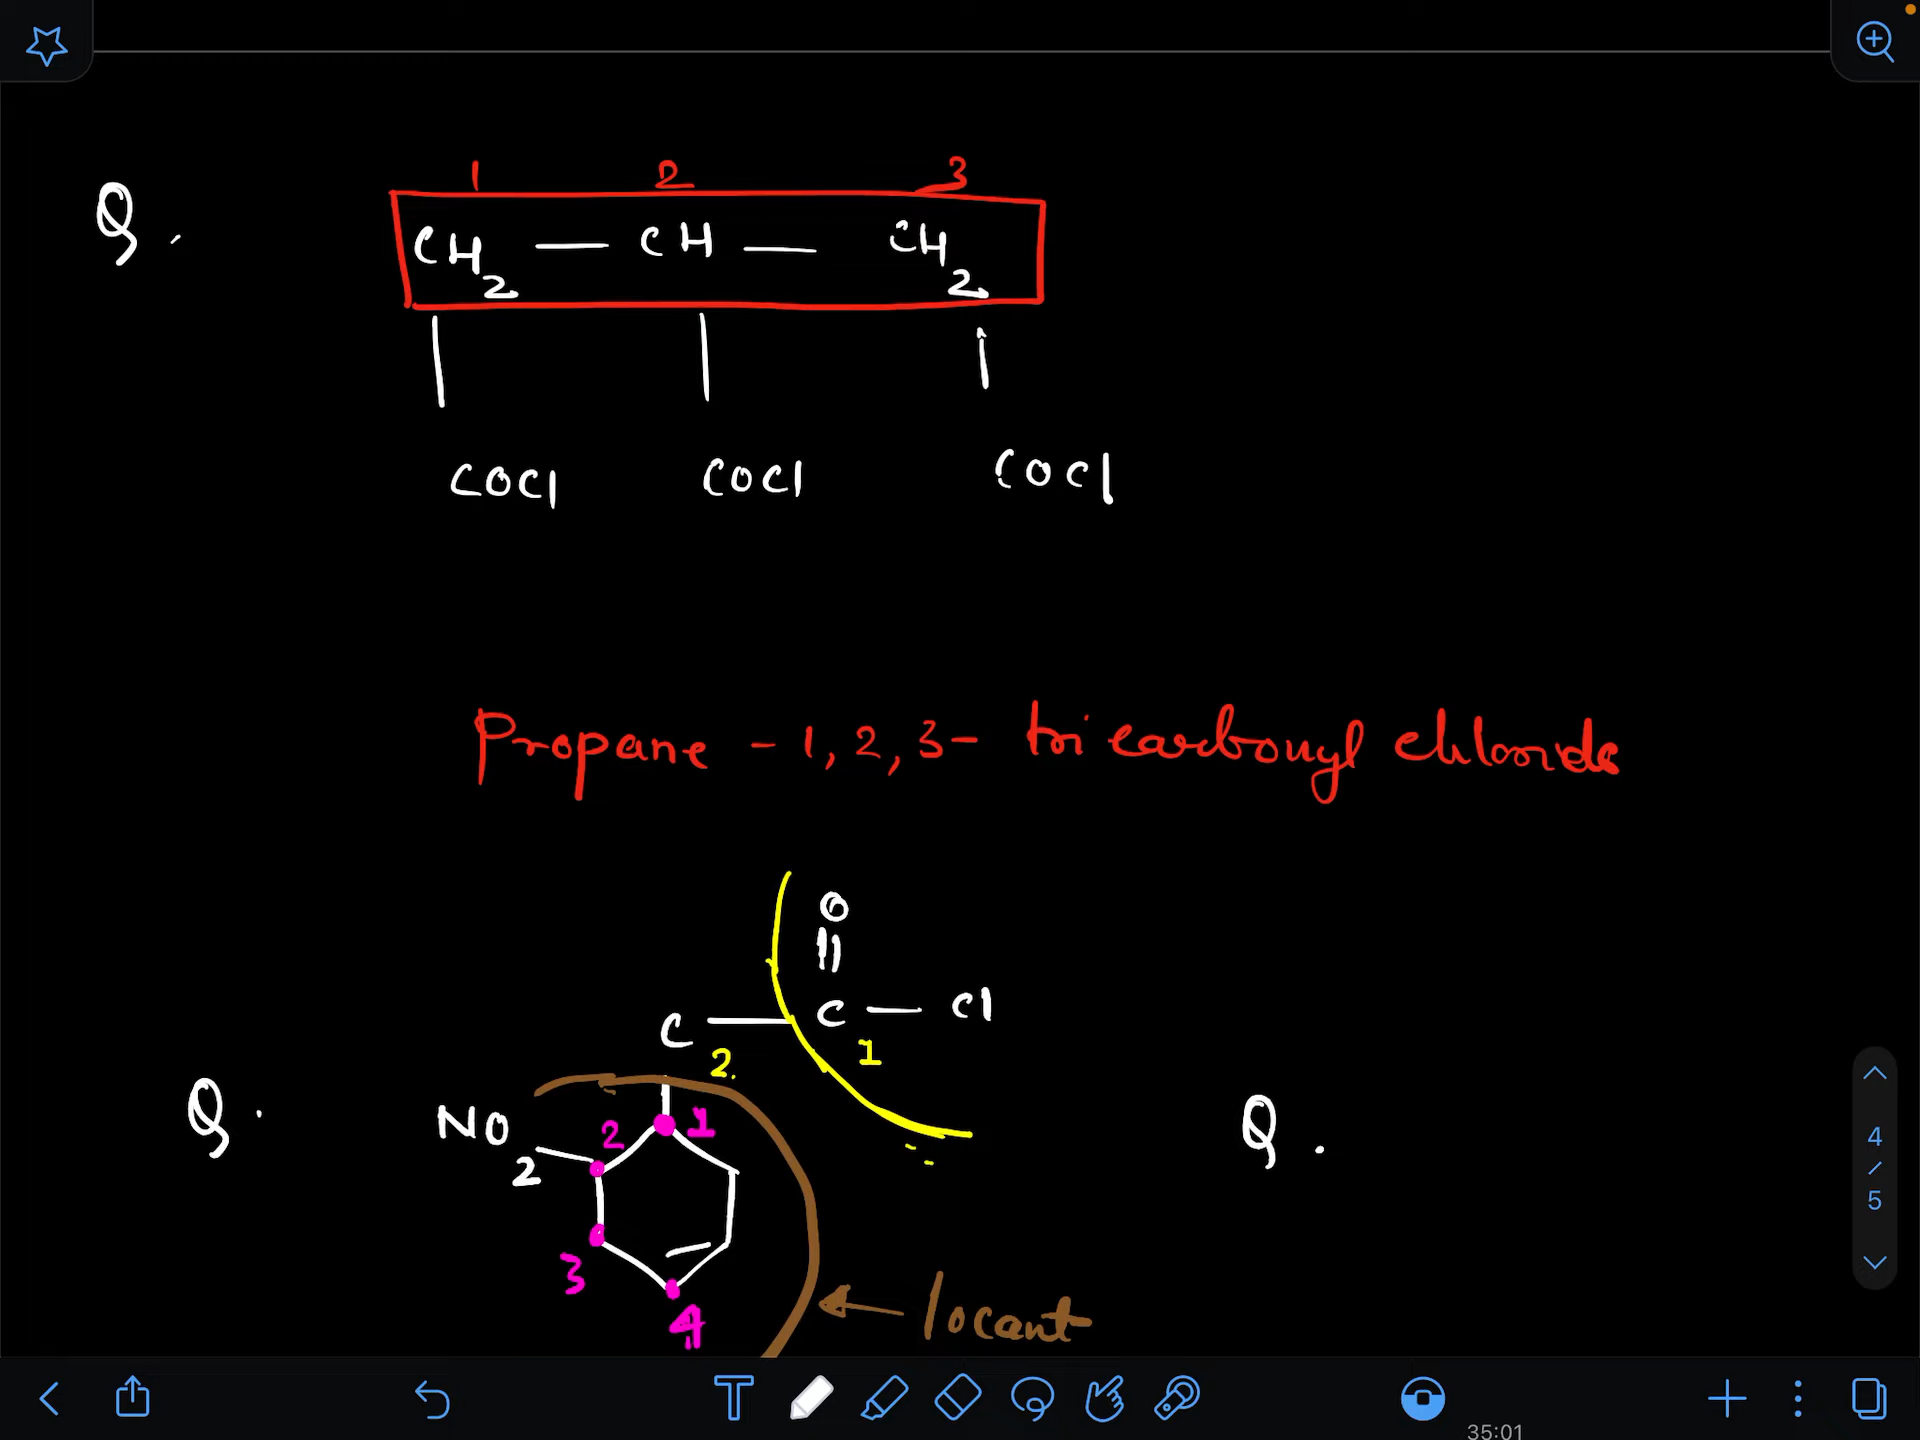 1 2 3
Q. CH2 — CH — CH2
COCl COCl COCl
Propane - 1, 2, 3 - tricarbonyl chloride
O
||
C — C — Cl
2. 1
Q. NO2 2 1 Q.
3
4
locant
4
/
5
T
35:01